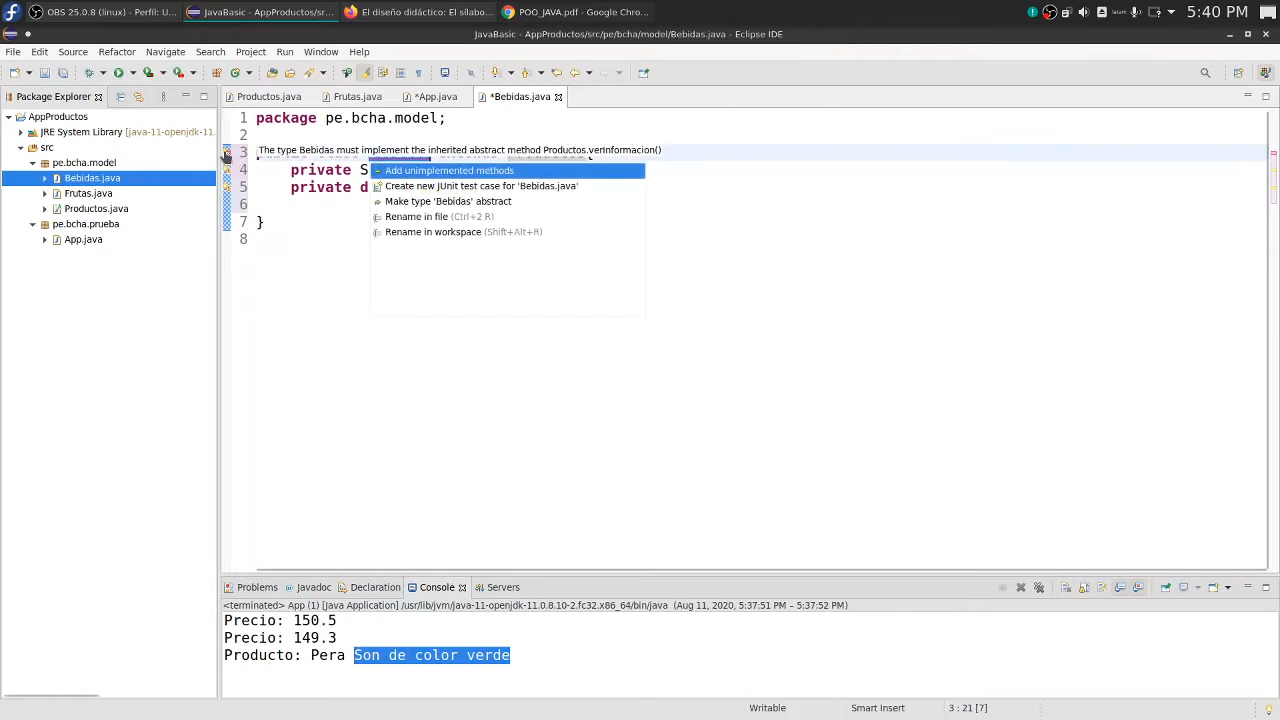 OBS 25.0.8 (linux) - Perfil: U...
JavaBasic - AppProductos/sr...
El diseño didáctico: El sílabo...
POO_JAVA.pdf - Google Chro...
5:40 PM
JavaBasic - AppProductos/src/pe/bcha/model/Bebidas.java - Eclipse IDE
File Edit Source Refactor Navigate Search Project Run Window Help
Package Explorer
Productos.java
Frutas.java
*App.java
*Bebidas.java
AppProductos
JRE System Library [java-11-openjdk-11.
src
pe.bcha.model
Bebidas.java
Frutas.java
Productos.java
pe.bcha.prueba
App.java
1 package pe.bcha.model;
2
3
The type Bebidas must implement the inherited abstract method Productos.verInformacion()
4 private S
5 private d
6
7 }
8
Add unimplemented methods
Create new JUnit test case for 'Bebidas.java'
Make type 'Bebidas' abstract
Rename in file (Ctrl+2 R)
Rename in workspace (Shift+Alt+R)
Problems Javadoc Declaration Console Servers
<terminated> App (1) [Java Application] /usr/lib/jvm/java-11-openjdk-11.0.8.10-2.fc32.x86_64/bin/java (Aug 11, 2020, 5:37:51 PM – 5:37:52 PM)
Precio: 150.5
Precio: 149.3
Producto: Pera Son de color verde
Writable
Smart Insert
3 : 21 [7]